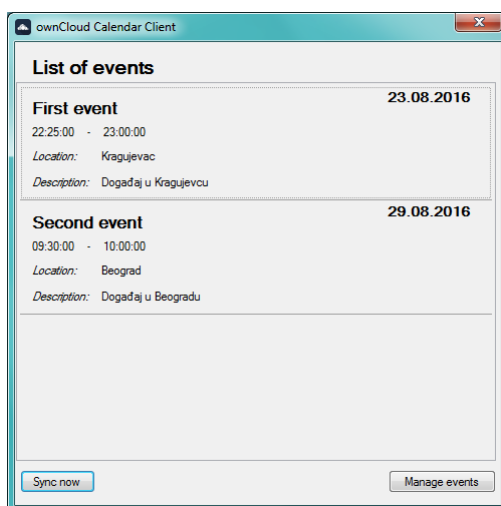 ownCloud Calendar Client
List of events
First event 23.08.2016
22:25:00 - 23:00:00
Location: Kragujevac
Description: Događaj u Kragujevcu
Second event 29.08.2016
09:30:00 - 10:00:00
Location: Beograd
Description: Događaj u Beogradu
Sync now Manage events